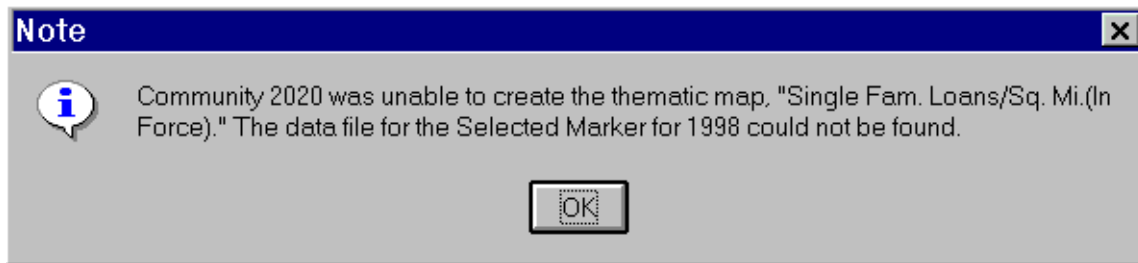 Note
Community 2020 was unable to create the thematic map, "Single Fam. Loans/Sq. Mi.(In
Force)." The data file for the Selected Marker for 1998 could not be found.
OK